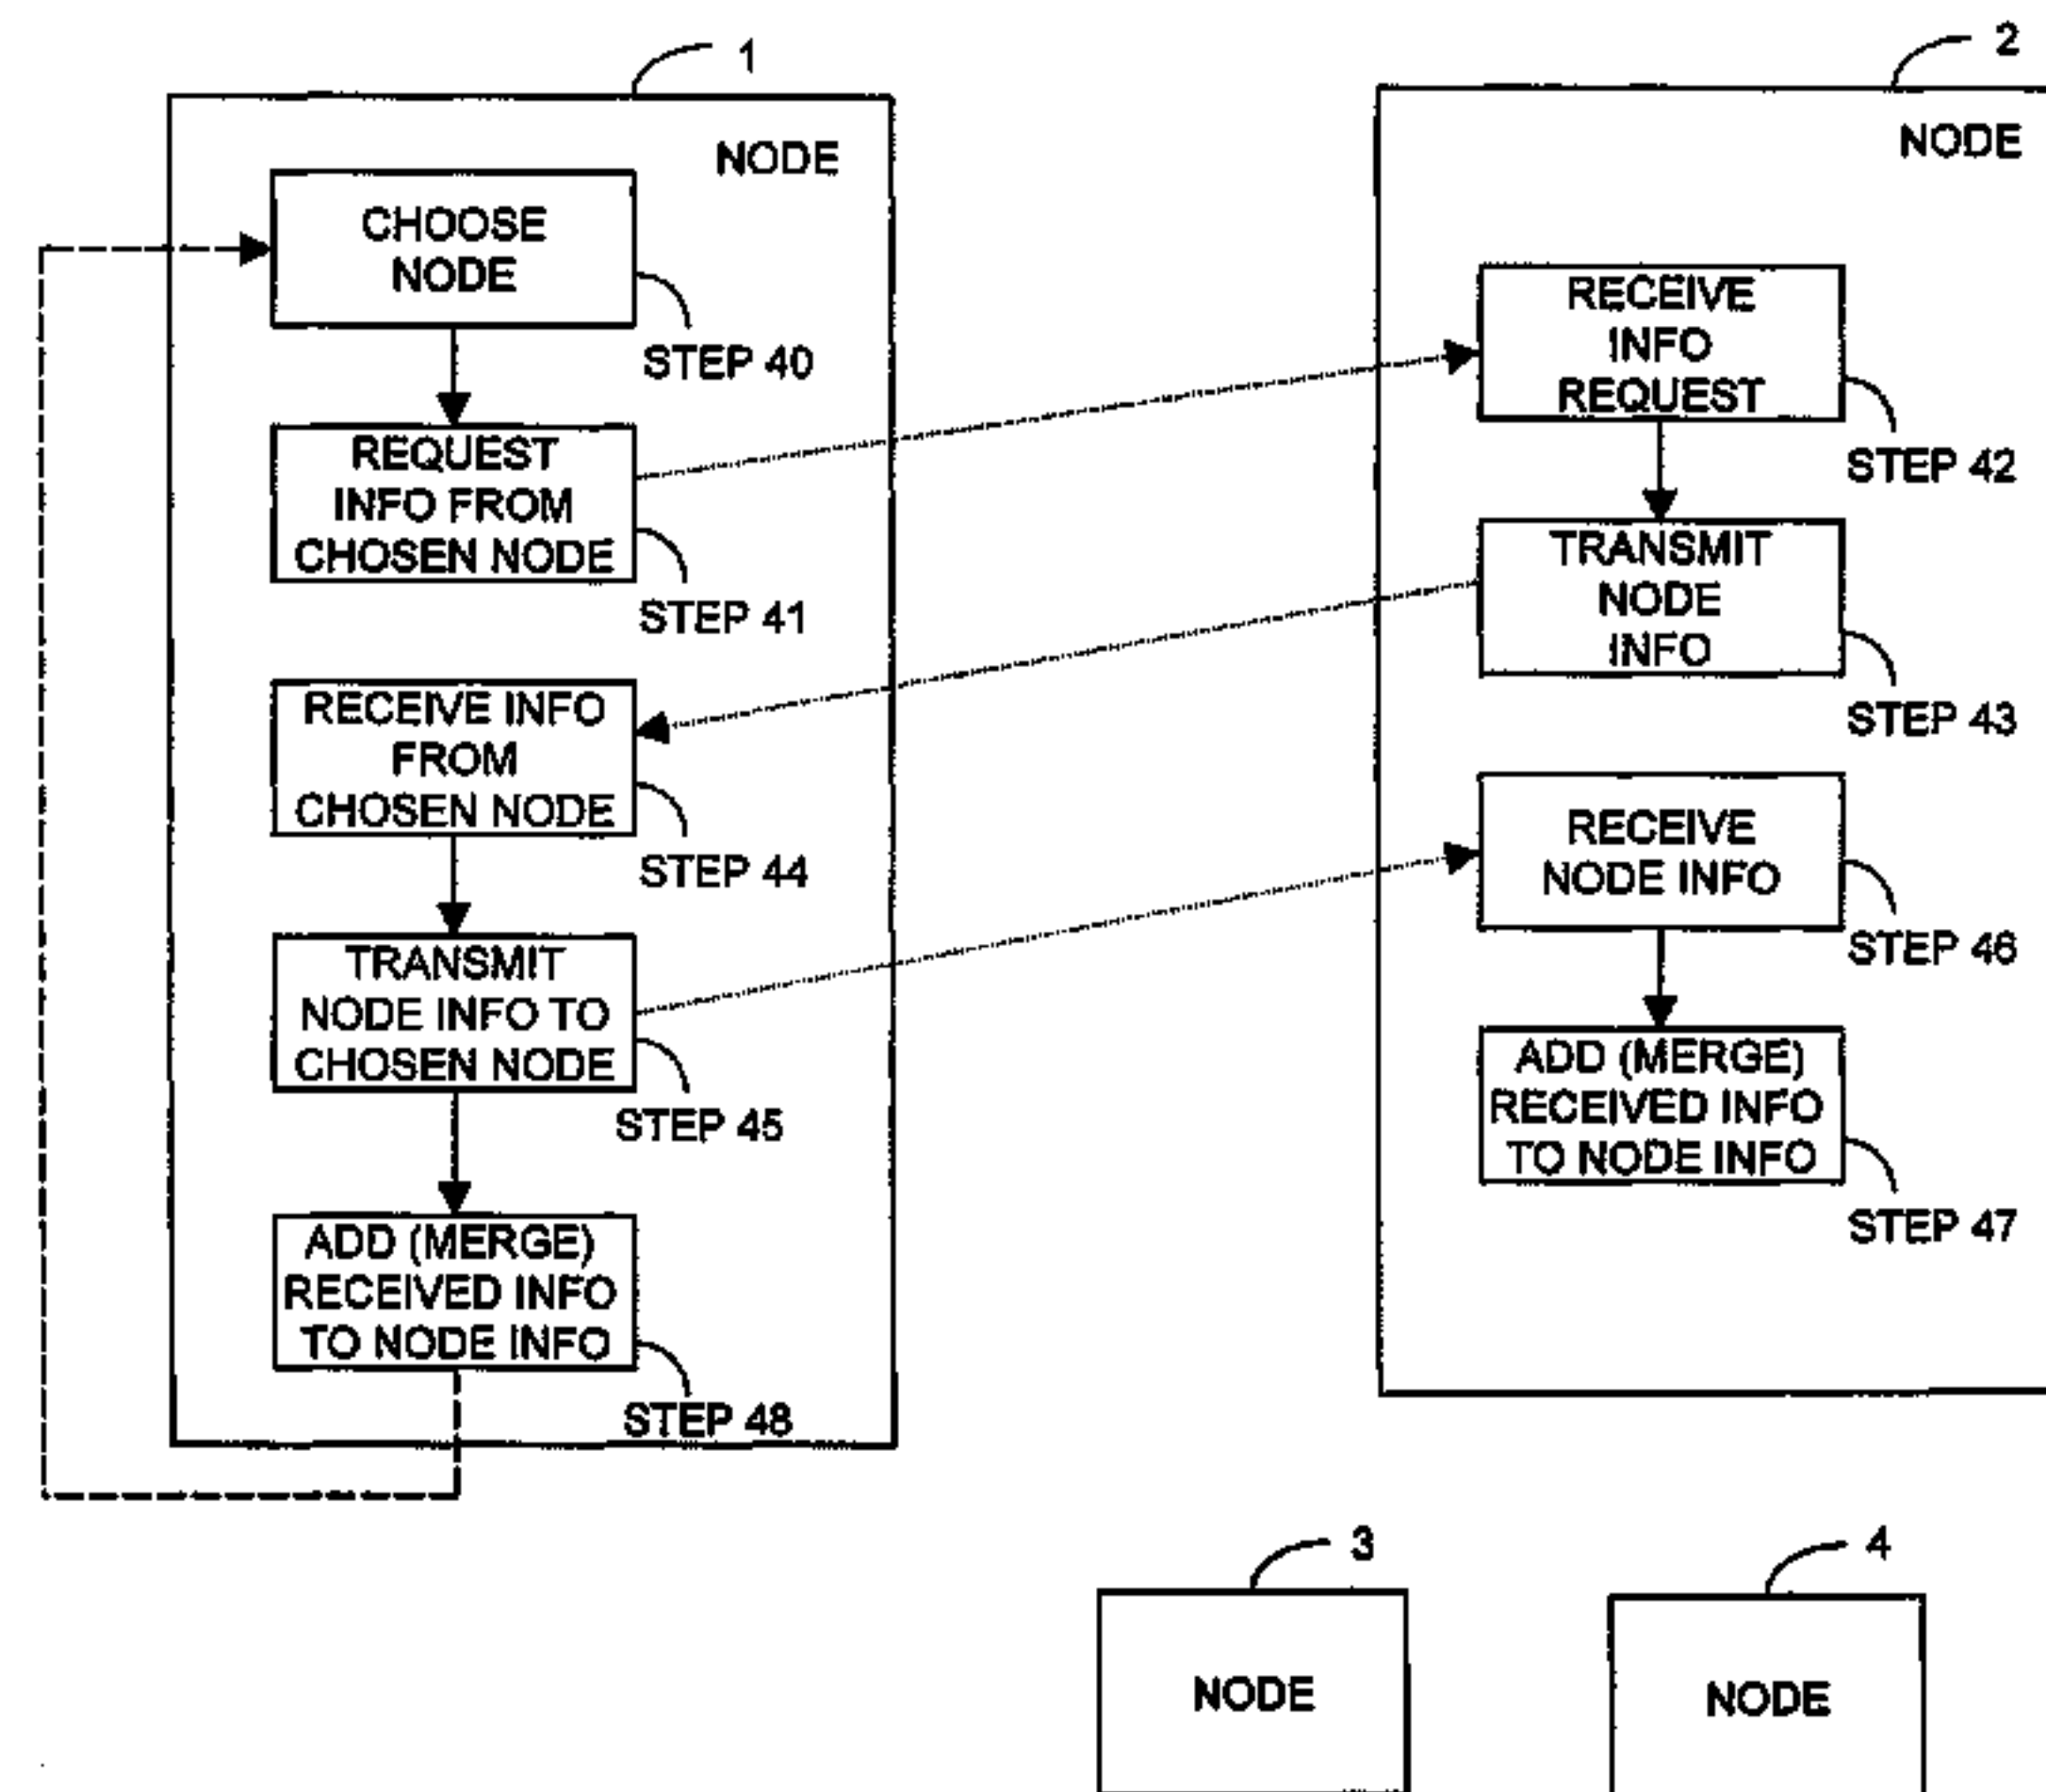 1
NODE
CHOOSE
NODE
STEP 40
REQUEST
INFO FROM
CHOSEN NODE
STEP 41
RECEIVE INFO
FROM
CHOSEN NODE
STEP 44
TRANSMIT
NODE INFO TO
CHOSEN NODE
STEP 45
ADD (MERGE)
RECEIVED INFO
TO NODE INFO
STEP 48
2
NODE
RECEIVE
INFO
REQUEST
STEP 42
TRANSMIT
NODE
INFO
STEP 43
RECEIVE
NODE INFO
STEP 46
ADD (MERGE)
RECEIVED INFO
TO NODE INFO
STEP 47
3
NODE
4
NODE